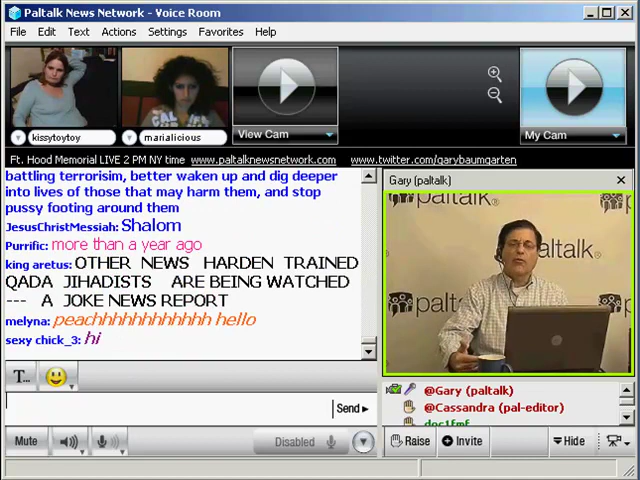 Paltalk News Network - Voice Room
File Edit Text Actions Settings Favorites Help
kissytoytoy
marialicious
View Cam
My Cam
Ft. Hood Memorial LIVE 2 PM NY time www.paltalknewsnetwork.com www.twitter.com/garybaumgarten
battling terrorisim, better waken up and dig deeper
into lives of those that may harm them, and stop
pussy footing around them
JesusChristMessiah: Shalom
Purrific: more than a year ago
king aretus: OTHER NEWS HARDEN TRAINED
QADA JIHADISTS ARE BEING WATCHED
--- A JOKE NEWS REPORT
melyna: peachhhhhhhhhhhh hello
sexy chick_3: hi
Gary (paltalk)
paltalk
paltalk
paltalk
T...
Send
@Gary (paltalk)
@Cassandra (pal-editor)
doc1fmf
Mute
Disabled
Raise
Invite
Hide